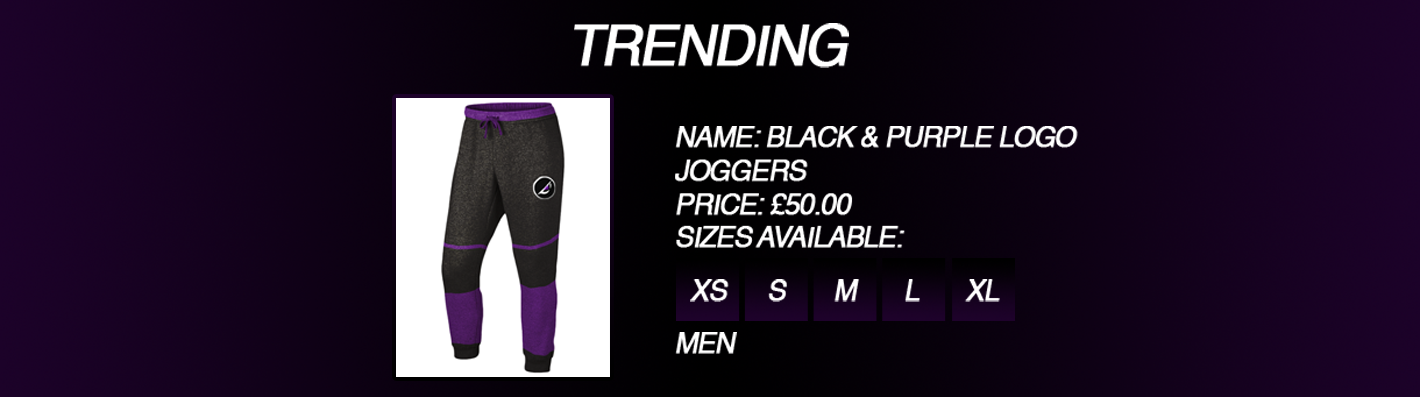 TRENDING
NAME: BLACK & PURPLE LOGO
JOGGERS
PRICE: £50.00
SIZES AVAILABLE:
XS S M L XL
MEN